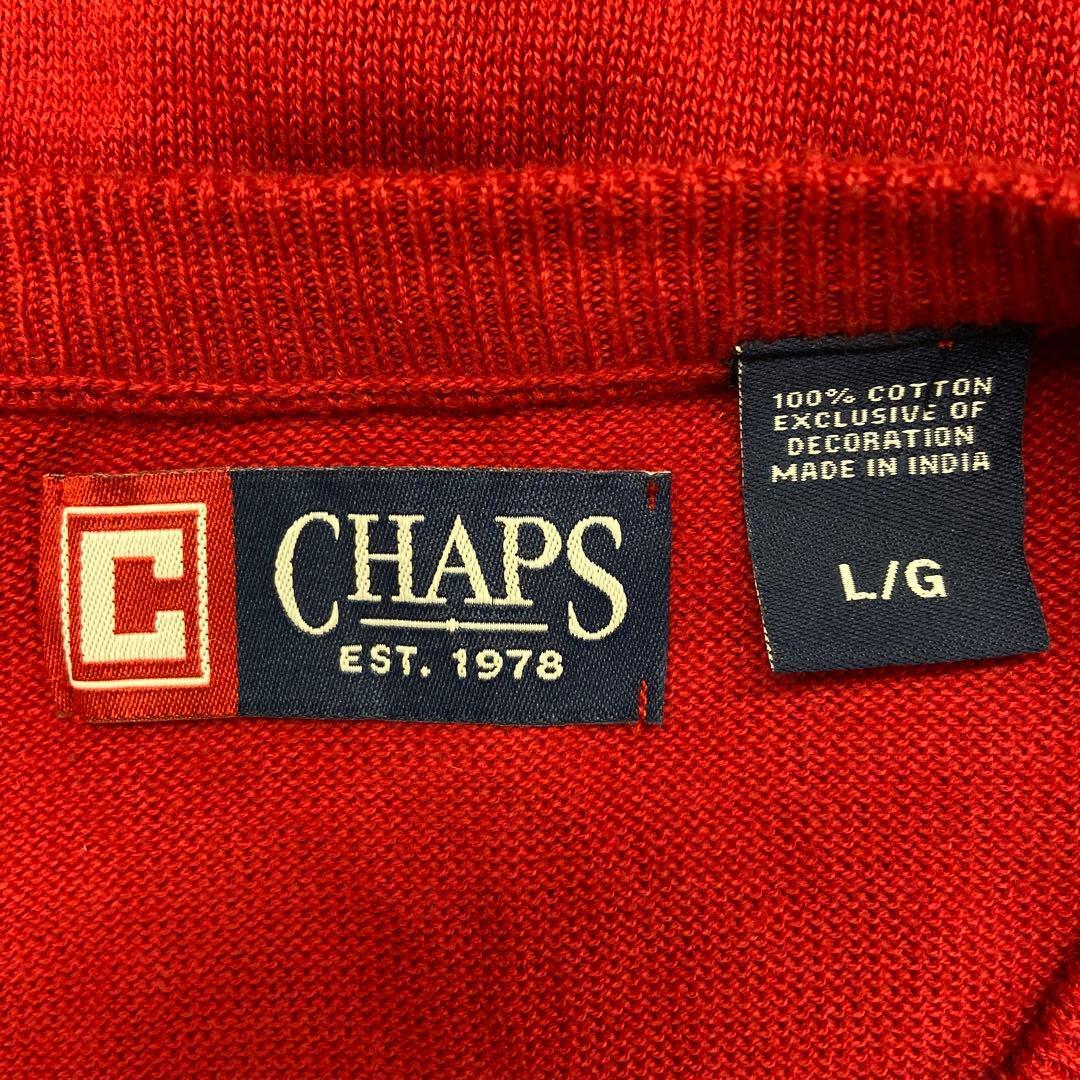 C
CHAPS
EST. 1978
100% COTTON
EXCLUSIVE OF
DECORATION
MADE IN INDIA
L/G